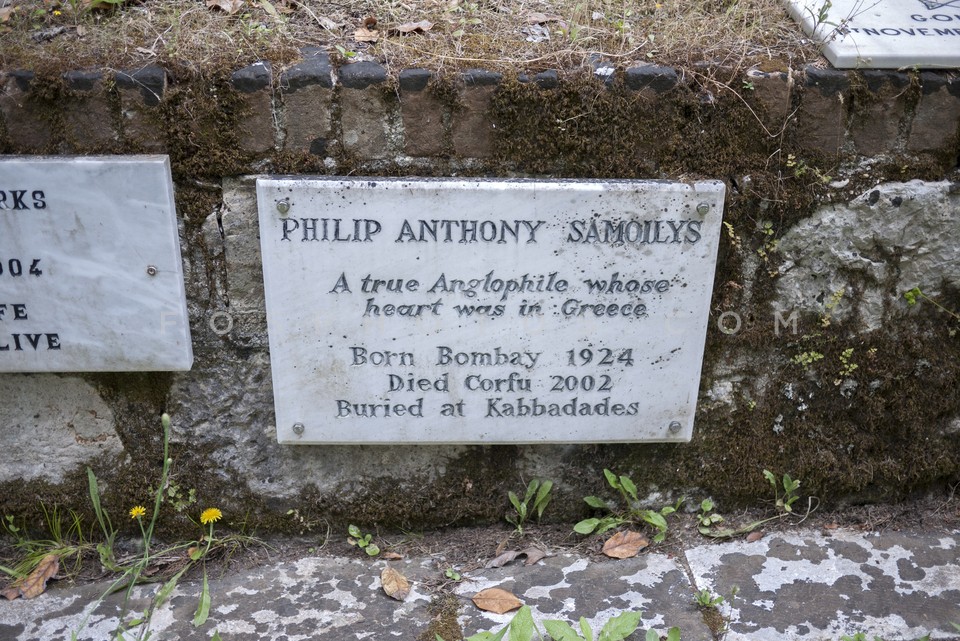 RKS
004
FE
LIVE
PHILIP ANTHONY SAMOILYS
A true Anglophile whose
heart was in Greece
Born Bombay 1924
Died Corfu 2002
Buried at Kabbadades